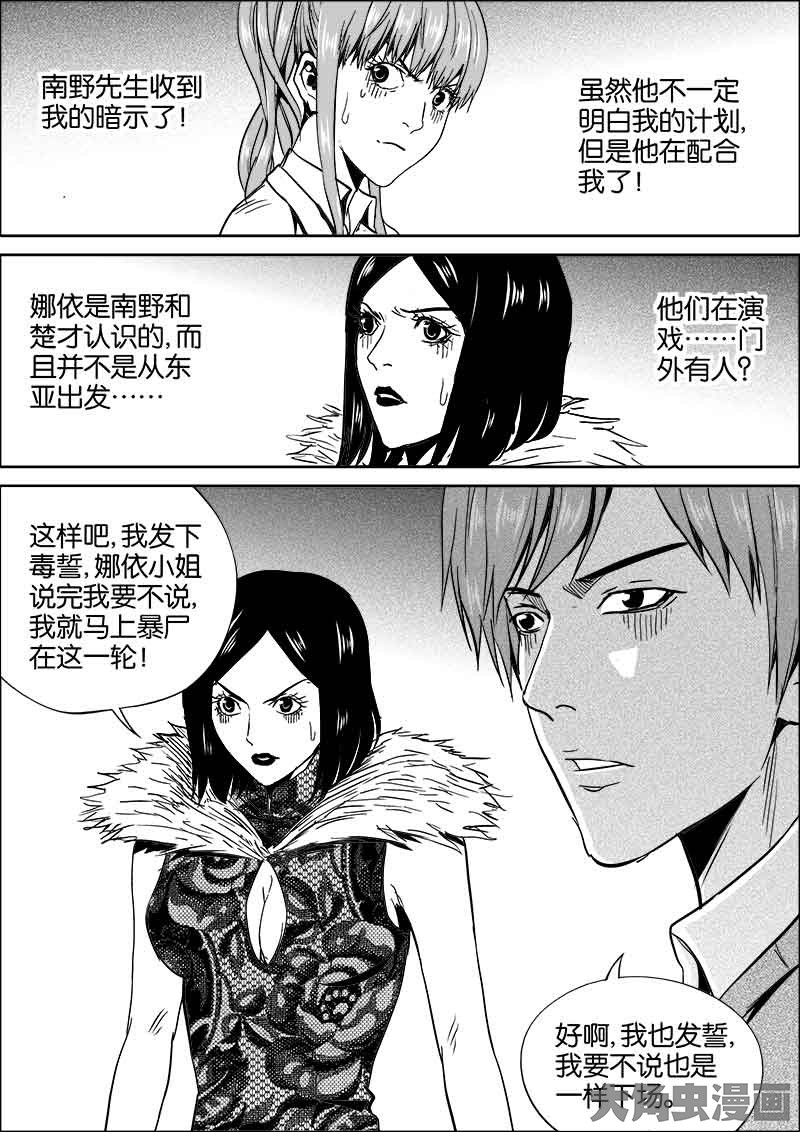 南野先生收到
我的暗示了！
虽然他不一定
明白我的计划,
但是他在配合
我了！
娜依是南野和
楚才认识的,而
且并不是从东
亚出发……
他们在演
戏……门
外有人？
这样吧,我发下
毒誓,娜依小姐
说完我要不说,
我就马上暴尸
在这一轮！
好啊,我也发誓,
我要不说也是
一样下场。
大角虫漫画